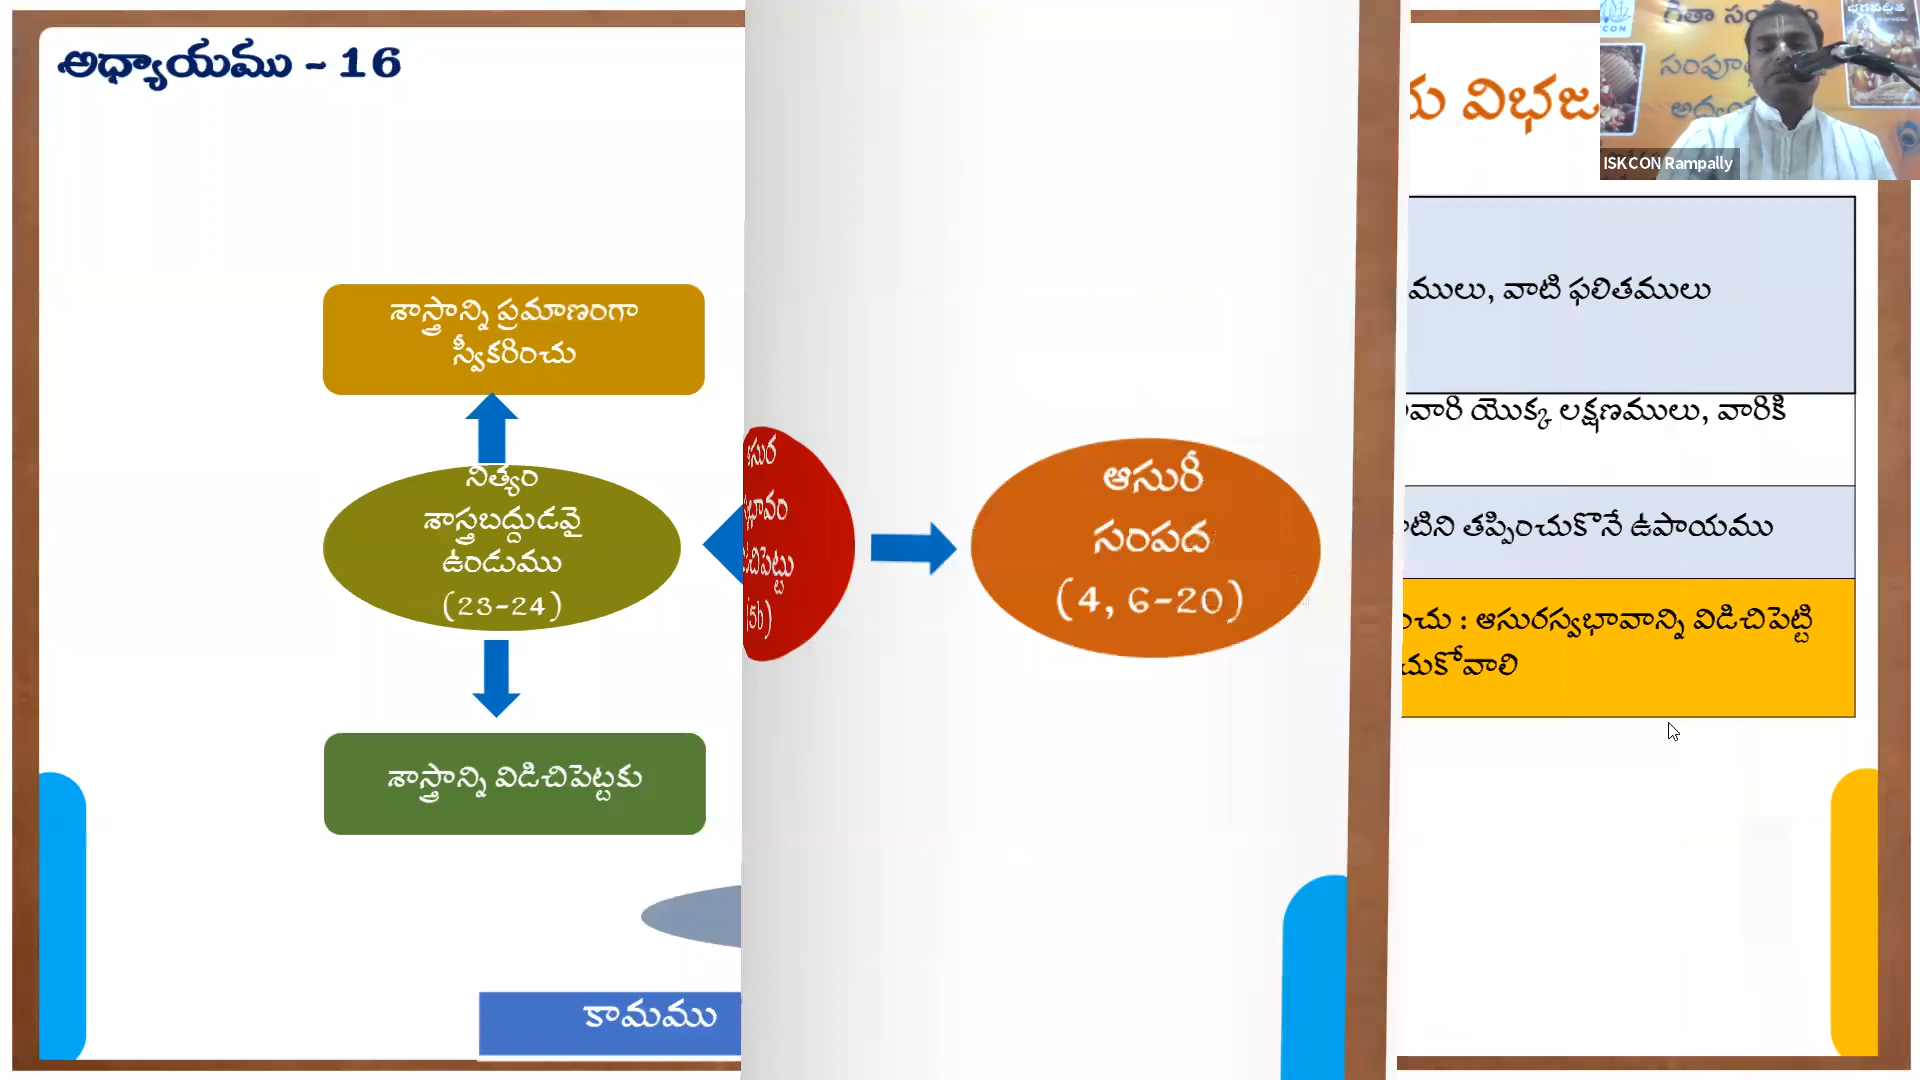 అధ్యాయము - 16
శాస్త్రాన్ని ప్రమాణంగా
స్వీకరించు
నిత్యం
శాస్త్రబద్దుడవై
ఉండుము
(23-24)
శాస్త్రాన్ని విడిచిపెట్టకు
కామము
ఆసురీ
సంపద
(4, 6-20)
విభజ
ములు, వాటి ఫలితములు
వారి యొక్క లక్షణములు, వారికి
తప్పించుకొనే ఉపాయము
ఆసురస్వభావాన్ని విడిచిపెట్టి
గీతా
ISKCON Rampally